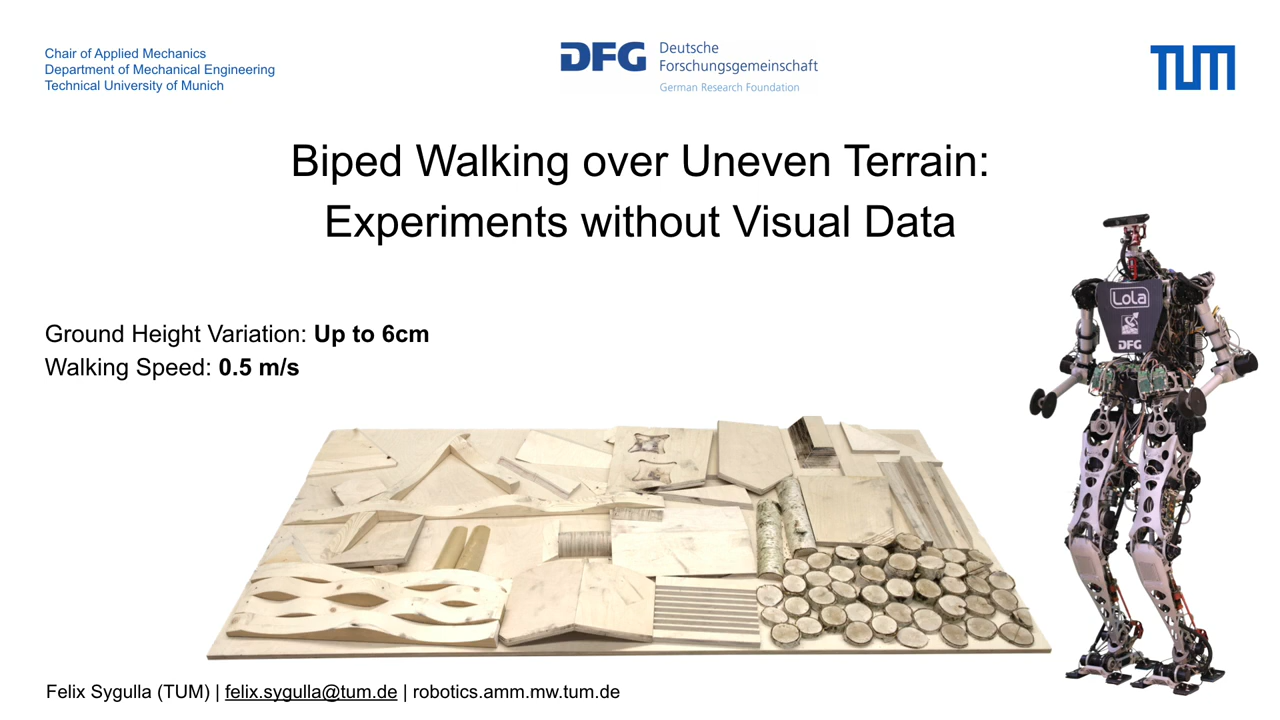 Chair of Applied Mechanics
Department of Mechanical Engineering
Technical University of Munich
DFG Deutsche
Forschungsgemeinschaft
German Research Foundation
TUM
Biped Walking over Uneven Terrain:
Experiments without Visual Data
Ground Height Variation: Up to 6cm
Walking Speed: 0.5 m/s
Lola
DFG
Felix Sygulla (TUM) | felix.sygulla@tum.de | robotics.amm.mw.tum.de